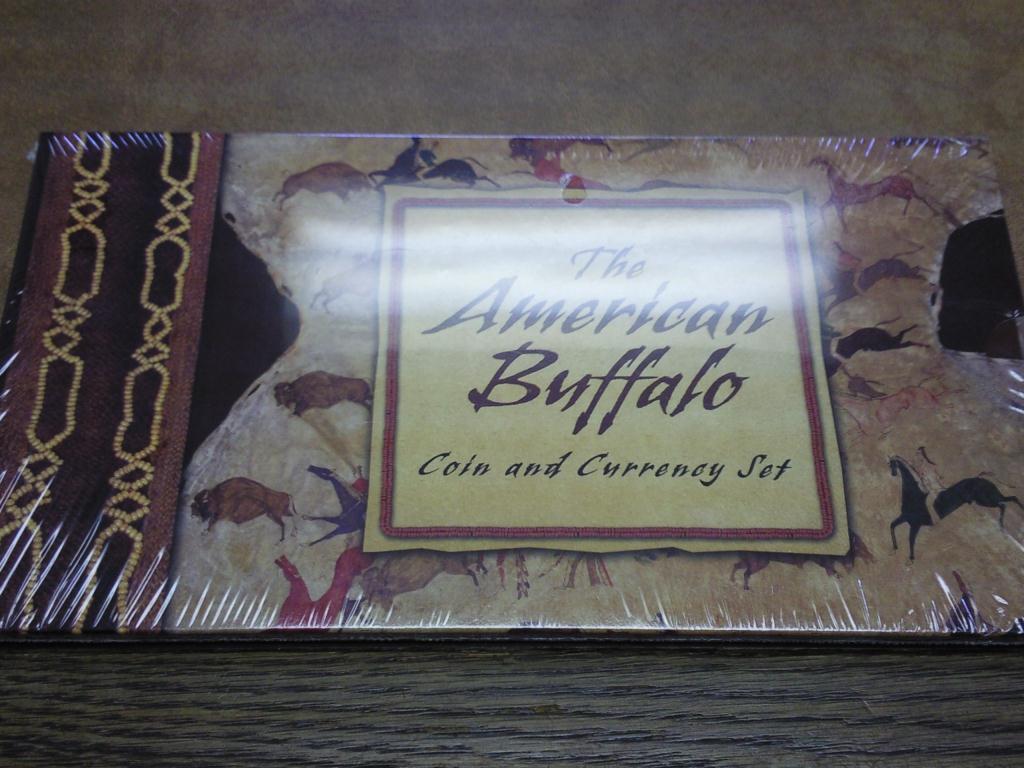 The
American
Buffalo
Coin and Currency Set